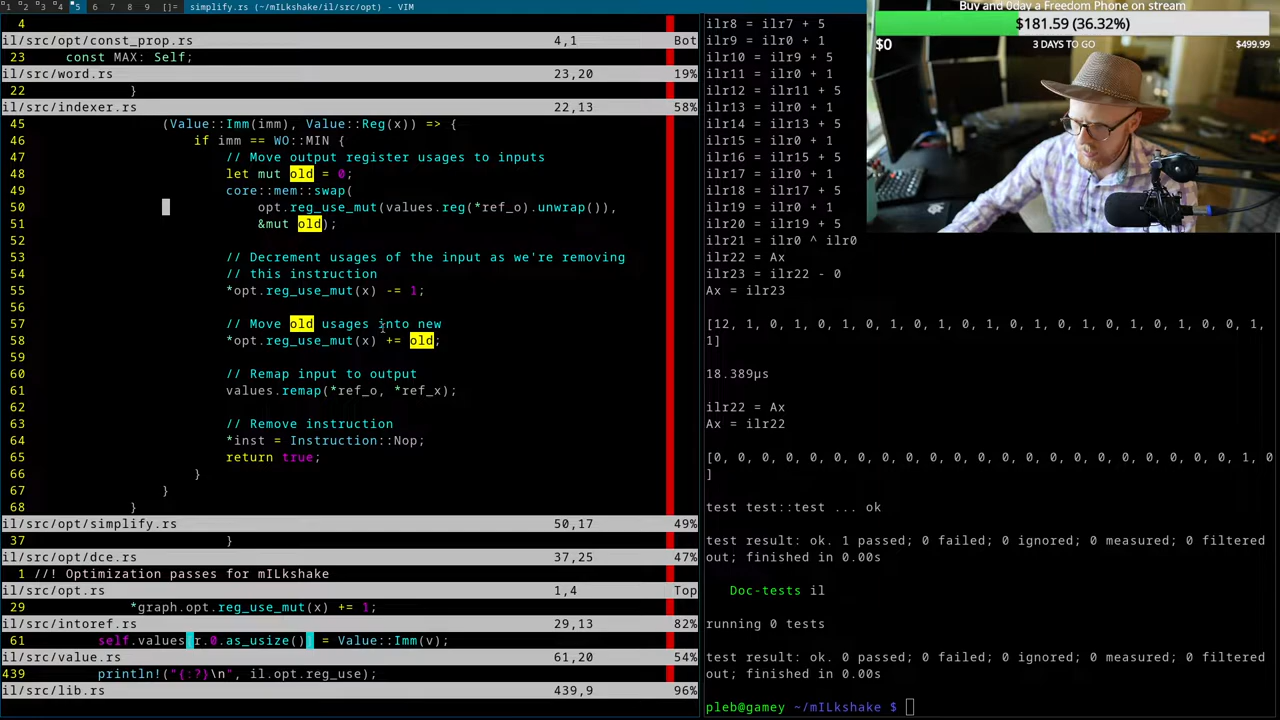 1 2 3 4 5 6 7 8 9 []= simplify.rs (~/mILkshake/il/src/opt) - VIM
4
il/src/opt/const_prop.rs 4,1 Bot
23 const MAX: Self;
il/src/word.rs 23,20 19%
22 }
il/src/indexer.rs 22,13 58%
45 (Value::Imm(imm), Value::Reg(x)) => {
46 if imm == WO::MIN {
47 // Move output register usages to inputs
48 let mut old = 0;
49 core::mem::swap(
50 opt.reg_use_mut(values.reg(*ref_o).unwrap()),
51 &mut old);
52
53 // Decrement usages of the input as we're removing
54 // this instruction
55 *opt.reg_use_mut(x) -= 1;
56
57 // Move old usages into new
58 *opt.reg_use_mut(x) += old;
59
60 // Remap input to output
61 values.remap(*ref_o, *ref_x);
62
63 // Remove instruction
64 *inst = Instruction::Nop;
65 return true;
66 }
67 }
68 }
il/src/opt/simplify.rs 50,17 49%
37 }
il/src/opt/dce.rs 37,25 47%
1 //! Optimization passes for mILkshake
il/src/opt.rs 1,4 Top
29 *graph.opt.reg_use_mut(x) += 1;
il/src/intoref.rs 29,13 82%
61 self.values[r.0.as_usize()] = Value::Imm(v);
il/src/value.rs 61,20 54%
439 println!("{:?}\n", il.opt.reg_use);
il/src/lib.rs 439,9 96%
ilr8 = ilr7 + 5
ilr9 = ilr0 + 1
ilr10 = ilr9 + 5
ilr11 = ilr0 + 1
ilr12 = ilr11 + 5
ilr13 = ilr0 + 1
ilr14 = ilr13 + 5
ilr15 = ilr0 + 1
ilr16 = ilr15 + 5
ilr17 = ilr0 + 1
ilr18 = ilr17 + 5
ilr19 = ilr0 + 1
ilr20 = ilr19 + 5
ilr21 = ilr0 ^ ilr0
ilr22 = Ax
ilr23 = ilr22 - 0
Ax = ilr23
[12, 1, 0, 1, 0, 1, 0, 1, 0, 1, 0, 1, 0, 1, 0, 1, 0, 1, 0, 1, 0, 1,
1]
18.389µs
ilr22 = Ax
Ax = ilr22
[0, 0, 0, 0, 0, 0, 0, 0, 0, 0, 0, 0, 0, 0, 0, 0, 0, 0, 0, 0, 0, 1, 0
]
test test::test ... ok
test result: ok. 1 passed; 0 failed; 0 ignored; 0 measured; 0 filtered
out; finished in 0.00s
Doc-tests il
running 0 tests
test result: ok. 0 passed; 0 failed; 0 ignored; 0 measured; 0 filtered
out; finished in 0.00s
pleb@gamey ~/mILkshake $
Buy and 0day a Freedom Phone on stream
$181.59 (36.32%)
$0 3 DAYS TO GO $499.99